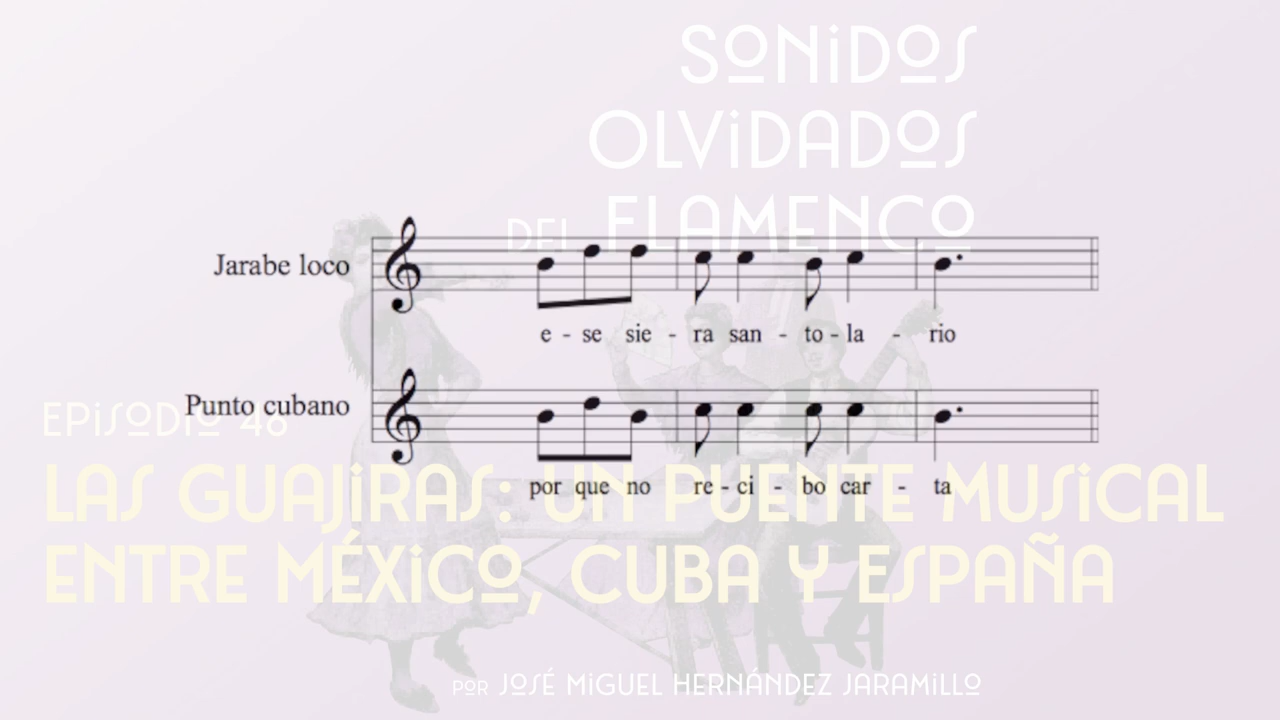 SONIDOS
OLVIDADOS
DEL FLAMENCO
Jarabe loco
e - se sie - ra san - to - la - rio
Punto cubano
EPISODIO 48
por que no re - ci - bo car - ta
LAS GUAJIRAS: UN PUENTE MUSICAL
ENTRE MÉXICO, CUBA Y ESPAÑA
POR JOSÉ MIGUEL HERNÁNDEZ JARAMILLO